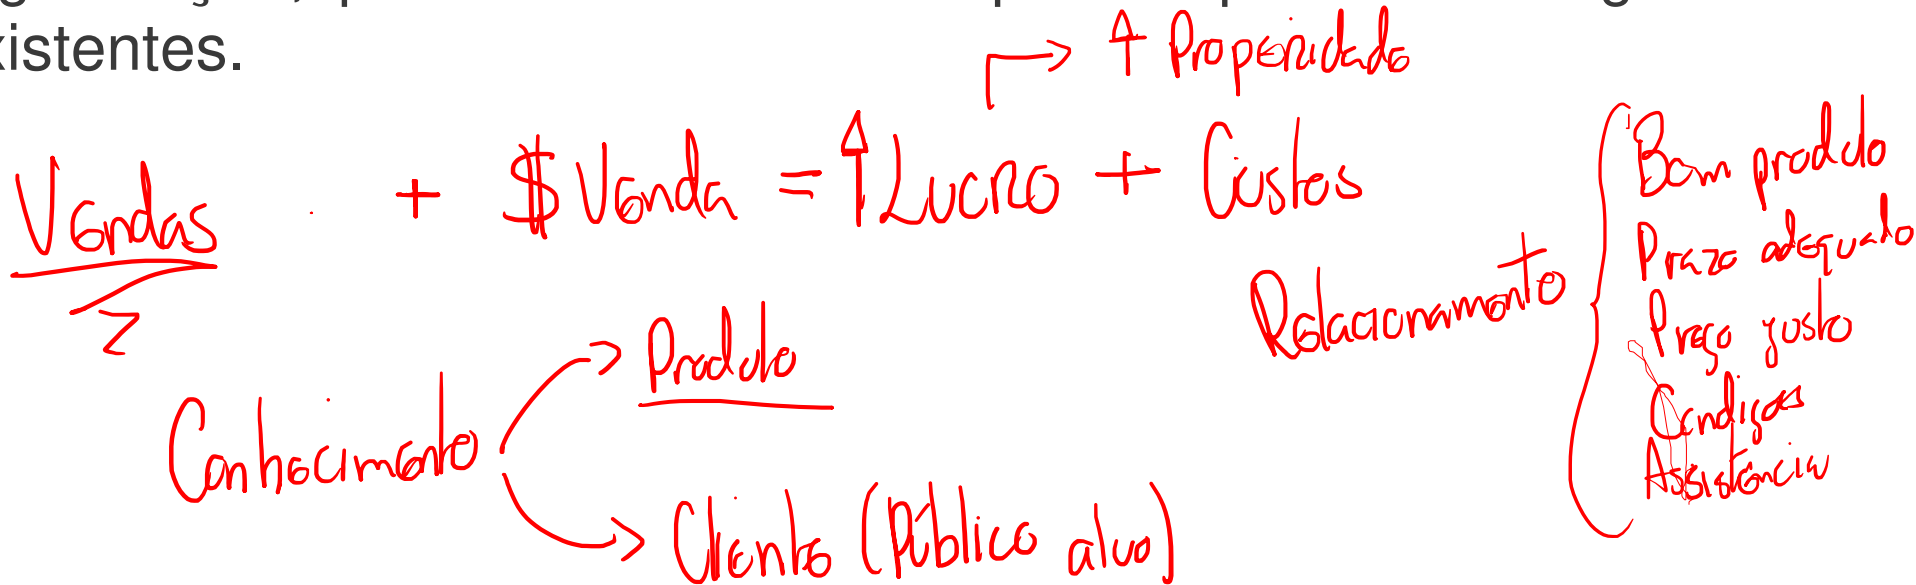 xistentes.
↑ Properidade
Vendas + $ Venda = ↑ Lucro + Custos
Relacionamento
Bom produto
Prazo adequado
Preço justo
Condições
Assistência
Conhecimento
Produto
Cliente (Público alvo)